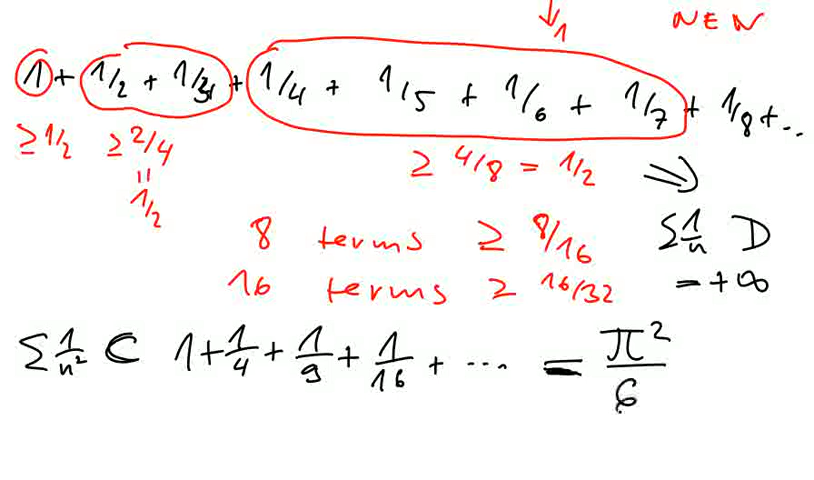 ↓1 NEW
1 + 1/2 + 1/3 + 1/4 + 1/5 + 1/6 + 1/7 + 1/8 + ...
≥ 1/2 ≥ 2/4 = 1/2 ≥ 4/8 = 1/2 ⇒
8 terms ≥ 8/16 Σ 1/n D
16 terms ≥ 16/32 = +∞
Σ 1/n² C 1 + 1/4 + 1/9 + 1/16 + ... = π²/6